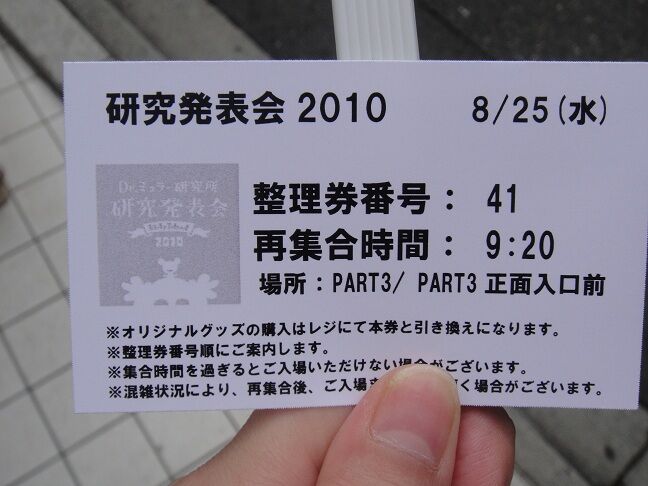 研究発表会 2010 8/25(水)
Dr.ミュラー研究所
研究発表会
2010
整理券番号： 41
再集合時間： 9:20
場所：PART3/ PART3 正面入口前
※オリジナルグッズの購入はレジにて本券と引き換えになります。
※整理券番号順にご案内します。
※集合時間を過ぎるとご入場いただけない場合がございます。
※混雑状況により、再集合後、ご入場 く場合がございます。